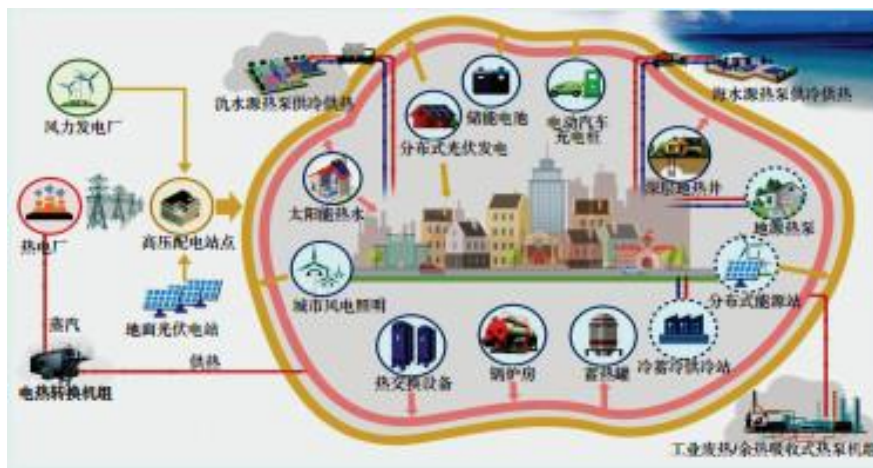 风力发电厂
污水源热泵供冷供热
储能电池
电动汽车
充电桩
海水源热泵供冷供热
分布式光伏发电
深层地热井
太阳能热水
地源热泵
热电厂
高压配电站点
城市风电照明
分布式能源站
地面光伏电站
蒸汽
供热
电热转换机组
热交换设备
锅炉房
蓄热罐
冷蓄冷供冷站
工业废热/余热吸收式热泵机组